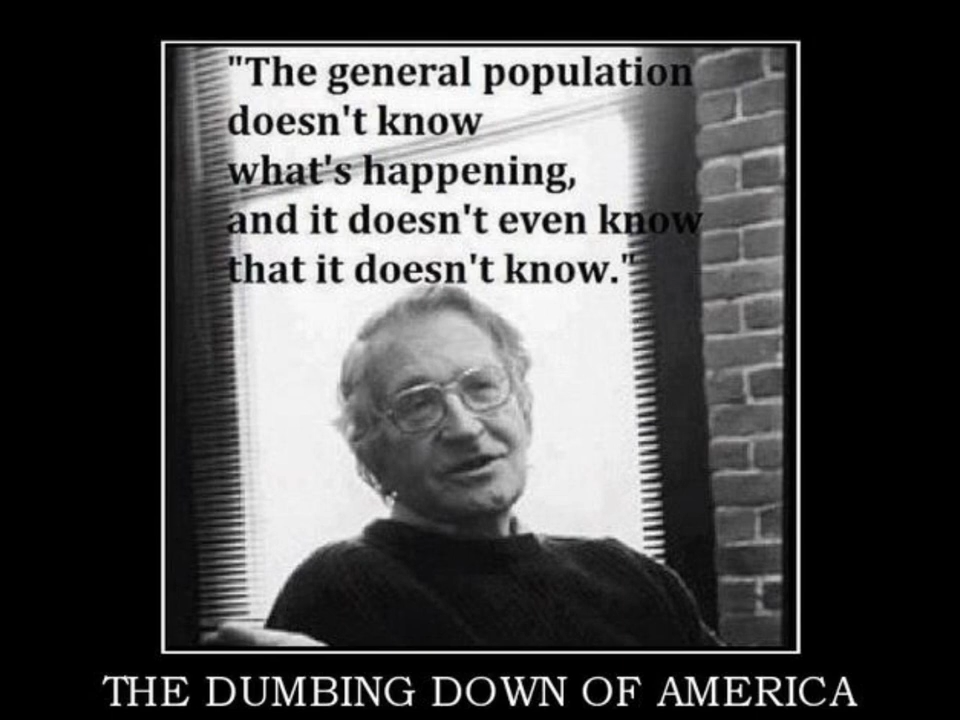 "The general population
doesn't know
what's happening,
and it doesn't even know
that it doesn't know."
THE DUMBING DOWN OF AMERICA